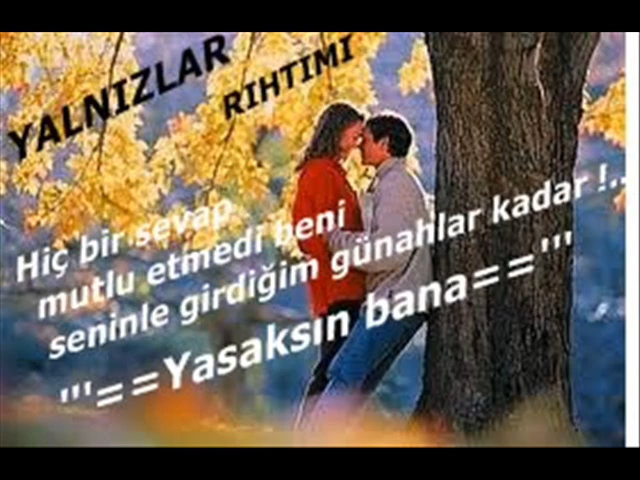 YALNIZLAR
RIHTIMI
Hiç bir sevap
mutlu etmedi beni
seninle girdiğim günahlar kadar !..
'''==Yasaksın bana=='''